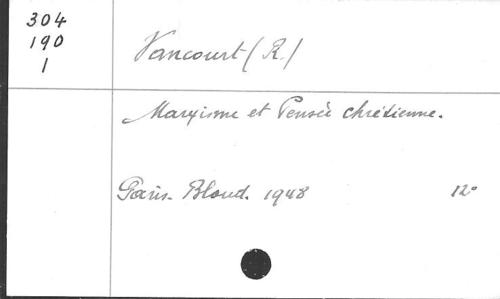 304
190
1
Vancourt (R.)
Marxisme et Pensée chrétienne.
Paris. Bloud. 1948 12°